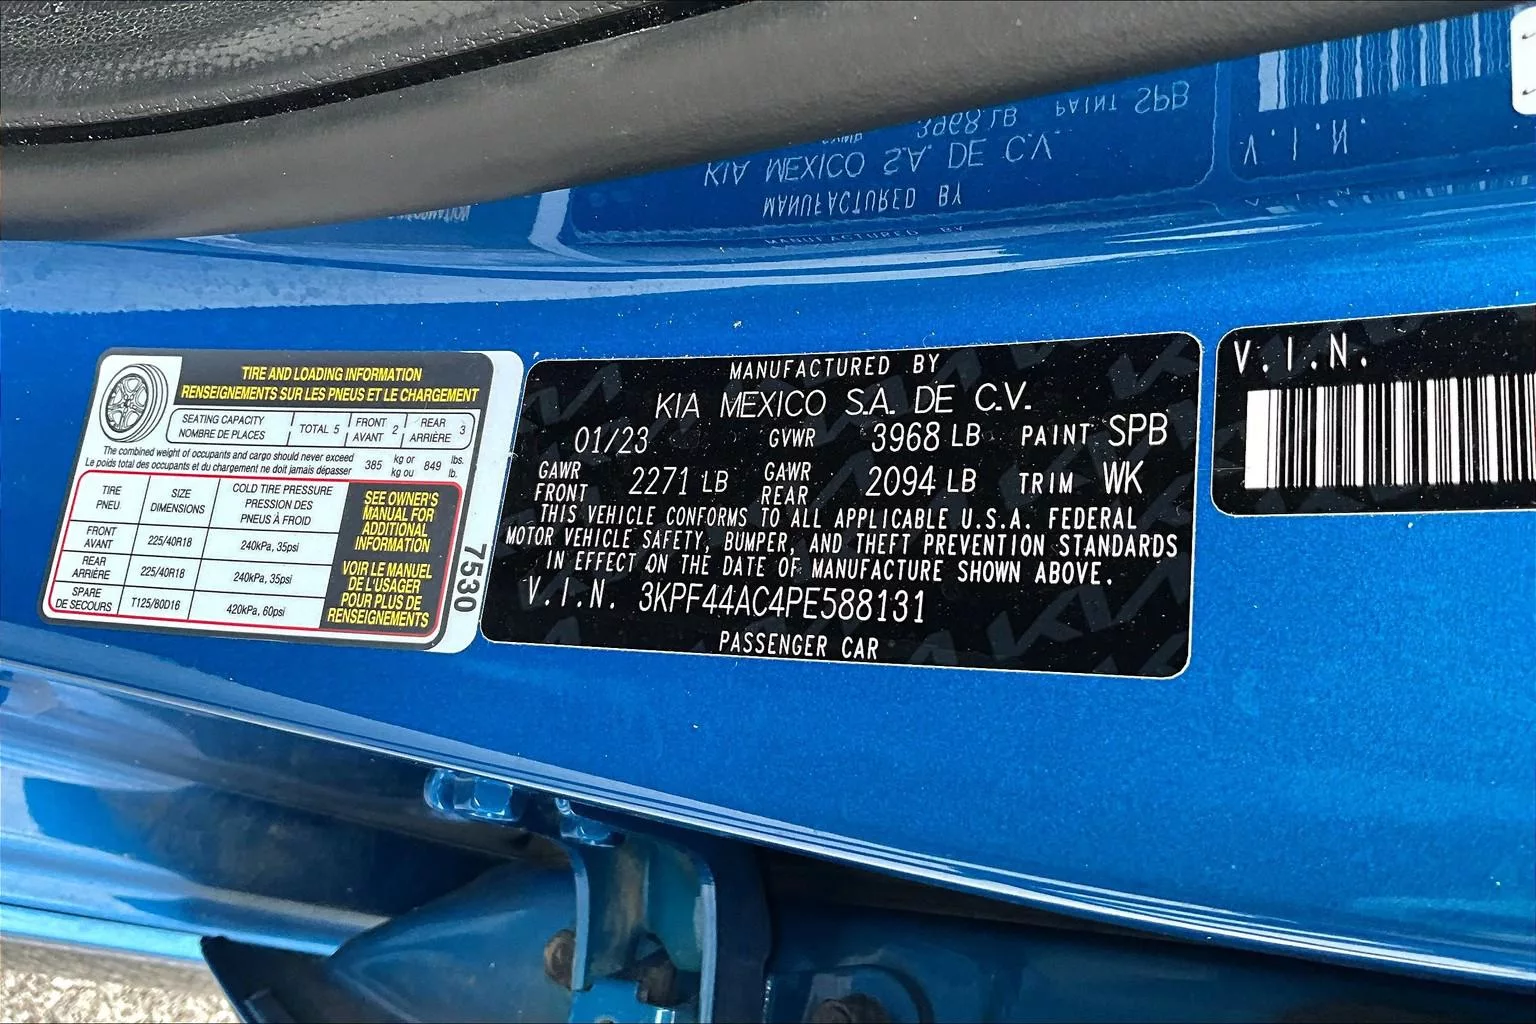 TIRE AND LOADING INFORMATION
RENSEIGNEMENTS SUR LES PNEUS ET LE CHARGEMENT
SEATING CAPACITY
NOMBRE DE PLACES
TOTAL 5
FRONT
AVANT 2
REAR
ARRIÈRE 3
The combined weight of occupants and cargo should never exceed
Le poids total des occupants et du chargement ne doit jamais dépasser
385 kg or
kg ou
849 lbs.
lb.
TIRE
PNEU
SIZE
DIMENSIONS
COLD TIRE PRESSURE
PRESSION DES
PNEUS À FROID
FRONT
AVANT
225/40R18
240kPa, 35psi
REAR
ARRIÈRE
225/40R18
240kPa, 35psi
SPARE
DE SECOURS
T125/80D16
420kPa, 60psi
SEE OWNER'S
MANUAL FOR
ADDITIONAL
INFORMATION
VOIR LE MANUEL
DE L'USAGER
POUR PLUS DE
RENSEIGNEMENTS
7530
MANUFACTURED BY
KIA MEXICO S.A. DE C.V.
01/23 GVWR 3968 LB PAINT SPB
GAWR
FRONT 2271 LB
GAWR
REAR 2094 LB TRIM WK
THIS VEHICLE CONFORMS TO ALL APPLICABLE U.S.A. FEDERAL
MOTOR VEHICLE SAFETY, BUMPER, AND THEFT PREVENTION STANDARDS
IN EFFECT ON THE DATE OF MANUFACTURE SHOWN ABOVE.
V.I.N. 3KPF44AC4PE588131
PASSENGER CAR
V.I.N.